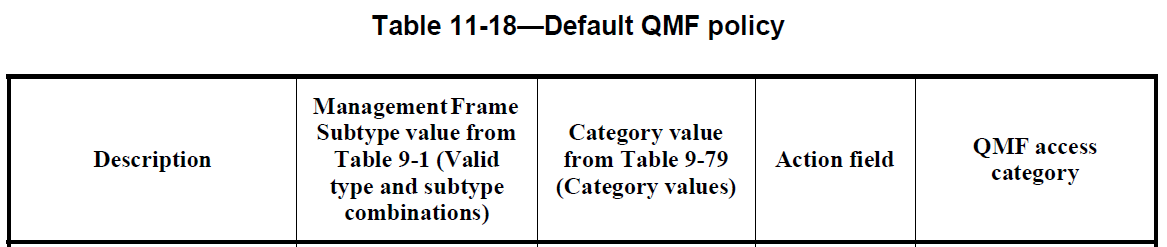 Table 11-18—Default QMF policy
Description
Management Frame
Subtype value from
Table 9-1 (Valid
type and subtype
combinations)
Category value
from Table 9-79
(Category values)
Action field
QMF access
category